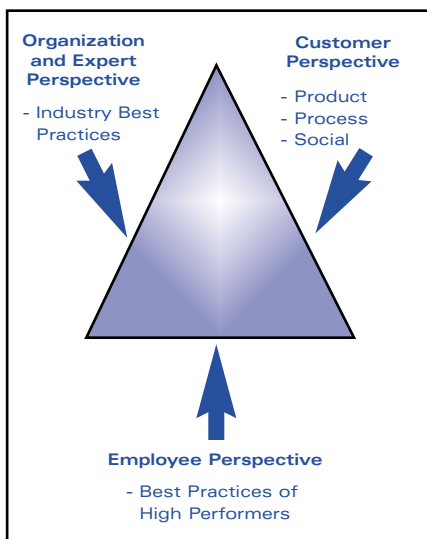 Organization
and Expert
Perspective
- Industry Best
Practices
Customer
Perspective
- Product
- Process
- Social
Employee Perspective
- Best Practices of
High Performers